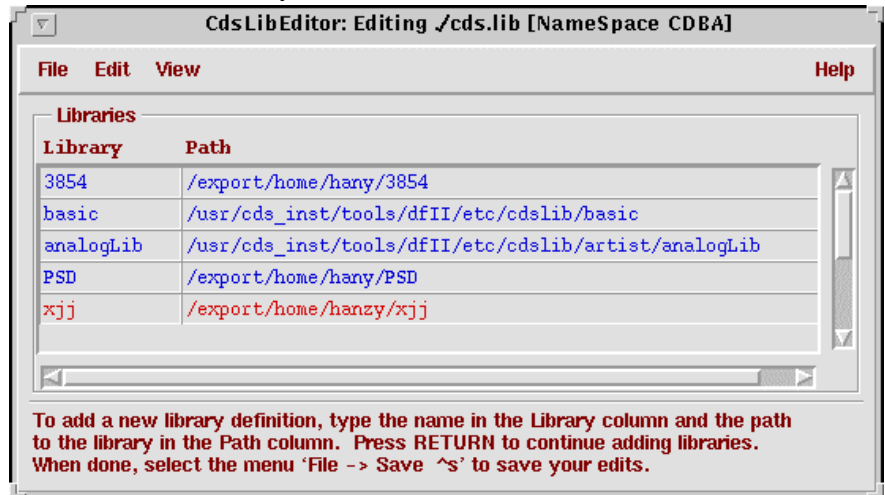 CdsLibEditor: Editing ./cds.lib [NameSpace CDBA]
File Edit View Help
Libraries
Library Path
3854 /export/home/hany/3854
basic /usr/cds_inst/tools/dfII/etc/cdslib/basic
analogLib /usr/cds_inst/tools/dfII/etc/cdslib/artist/analogLib
PSD /export/home/hany/PSD
xjj /export/home/hanzy/xjj
To add a new library definition, type the name in the Library column and the path
to the library in the Path column. Press RETURN to continue adding libraries.
When done, select the menu 'File -> Save ^s' to save your edits.